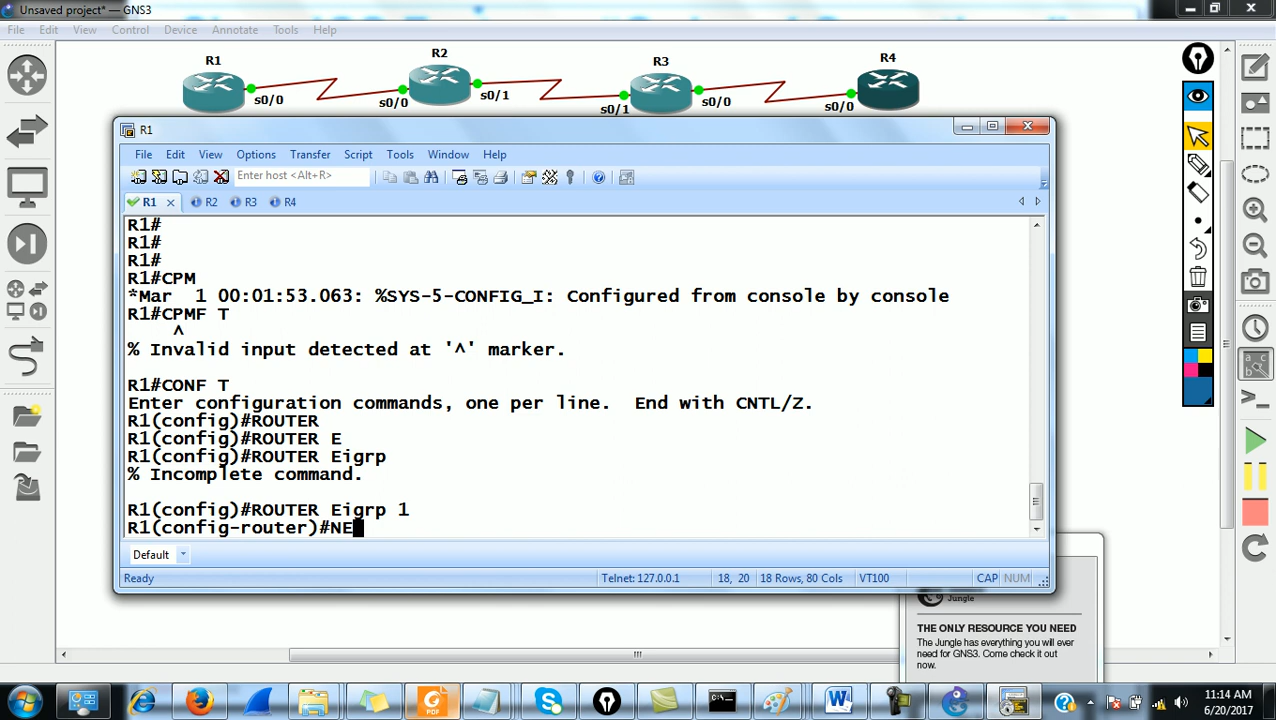 Unsaved project* — GNS3
File Edit View Control Device Annotate Tools Help
R1 R2 R3 R4
s0/0 s0/0 s0/1 s0/1 s0/0 s0/0
R1
File Edit View Options Transfer Script Tools Window Help
Enter host <Alt+R>
R1 R2 R3 R4
R1#
R1#
R1#
R1#CPM
*Mar  1 00:01:53.063: %SYS-5-CONFIG_I: Configured from console by console
R1#CPMF T
^
% Invalid input detected at '^' marker.
R1#CONF T
Enter configuration commands, one per line.  End with CNTL/Z.
R1(config)#ROUTER
R1(config)#ROUTER E
R1(config)#ROUTER Eigrp
% Incomplete command.
R1(config)#ROUTER Eigrp 1
R1(config-router)#NE
Default
Ready Telnet: 127.0.0.1 18, 20 18 Rows, 80 Cols VT100 CAP NUM
Jungle
THE ONLY RESOURCE YOU NEED
The Jungle has everything you will ever
need for GNS3. Come check it out
now.
PDF
11:14 AM
6/20/2017